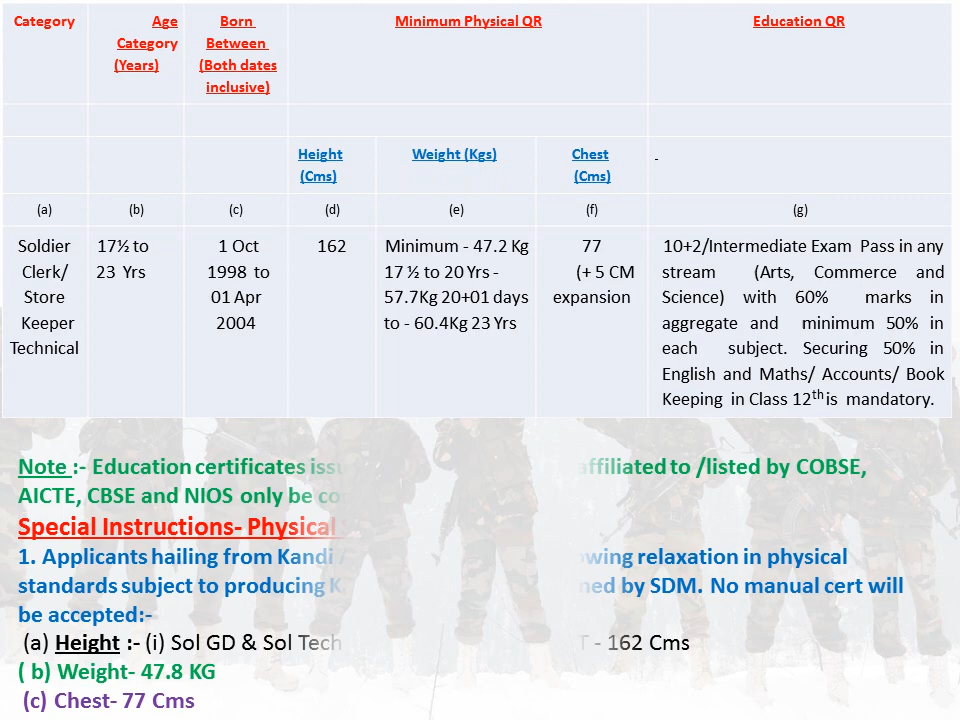 Category
Age Category (Years)
Born Between (Both dates inclusive)
Minimum Physical QR
Education QR
Height (Cms)
Weight (Kgs)
Chest (Cms)
-
(a)
(b)
(c)
(d)
(e)
(f)
(g)
Soldier
Clerk/
Store
Keeper
Technical
17½ to
23 Yrs
1 Oct
1998 to
01 Apr
2004
162
Minimum - 47.2 Kg
17 ½ to 20 Yrs -
57.7Kg 20+01 days
to - 60.4Kg 23 Yrs
77
(+ 5 CM
expansion
10+2/Intermediate Exam Pass in any
stream (Arts, Commerce and
Science) with 60% marks in
aggregate and minimum 50% in
each subject. Securing 50% in
English and Maths/ Accounts/ Book
Keeping in Class 12th is mandatory.
Note :- Education certificates affiliated to /listed by COBSE,
AICTE, CBSE and NIOS only be
Special Instructions- Physical
1. Applicants hailing from Kandi relaxation in physical
standards subject to producing by SDM. No manual cert will
be accepted:-
(a) Height :- (i) Sol GD & Sol Tech - 162 Cms
( b) Weight- 47.8 KG
(c) Chest- 77 Cms